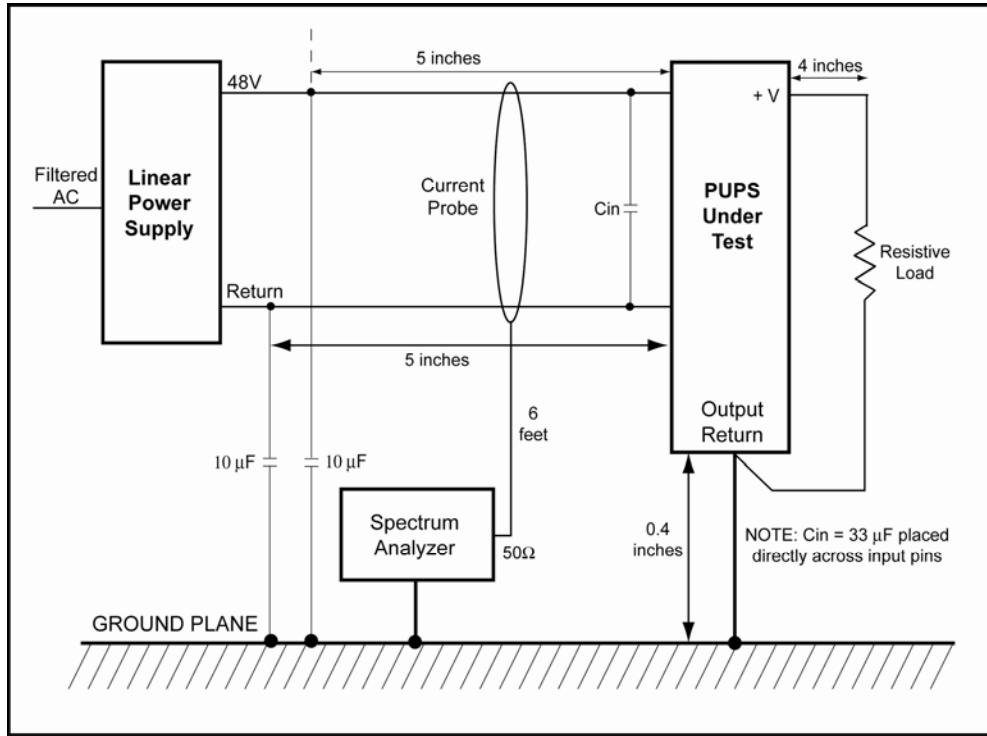 5 inches
4 inches
48V
+ V
Filtered
AC
Linear
Power
Supply
Current
Probe
Cin
PUPS
Under
Test
Resistive
Load
Return
5 inches
6
feet
Output
Return
10 µF
10 µF
Spectrum
Analyzer
50Ω
0.4
inches
NOTE: Cin = 33 µF placed
directly across input pins
GROUND PLANE